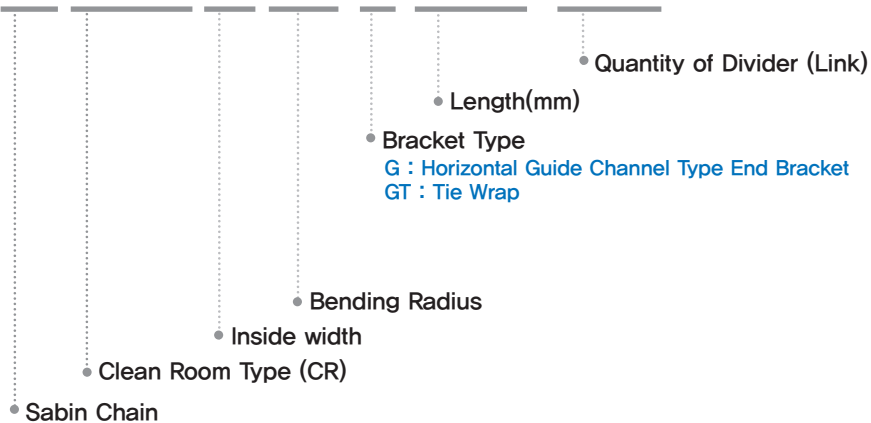 Quantity of Divider (Link)
Length(mm)
Bracket Type
G : Horizontal Guide Channel Type End Bracket
GT : Tie Wrap
Bending Radius
Inside width
Clean Room Type (CR)
Sabin Chain